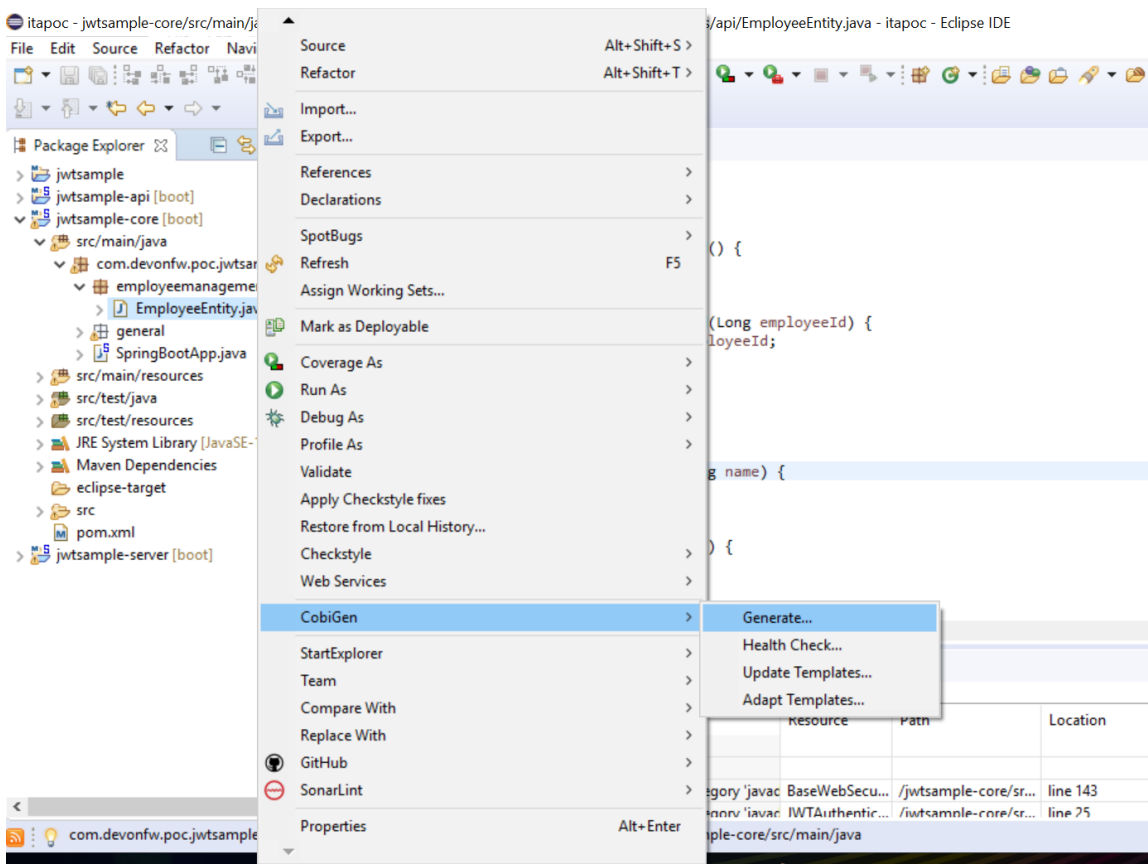 itapoc - jwtsample-core/src/main/ja
s/api/EmployeeEntity.java - itapoc - Eclipse IDE
File Edit Source Refactor Navi
Package Explorer
jwtsample
jwtsample-api [boot]
jwtsample-core [boot]
src/main/java
com.devonfw.poc.jwtsar
employeemanageme
EmployeeEntity.jav
general
SpringBootApp.java
src/main/resources
src/test/java
src/test/resources
JRE System Library [JavaSE-1
Maven Dependencies
eclipse-target
src
pom.xml
jwtsample-server [boot]
Source Alt+Shift+S
Refactor Alt+Shift+T
Import...
Export...
References
Declarations
SpotBugs
Refresh F5
Assign Working Sets...
Mark as Deployable
Coverage As
Run As
Debug As
Profile As
Validate
Apply Checkstyle fixes
Restore from Local History...
Checkstyle
Web Services
CobiGen
StartExplorer
Team
Compare With
Replace With
GitHub
SonarLint
Properties Alt+Enter
Generate...
Health Check...
Update Templates...
Adapt Templates...
() {
(Long employeeId) {
loyeeId;
g name) {
) {
Resource Path Location
egory 'javac BaseWebSecu... /jwtsample-core/sr... line 143
egory 'javac JWTAuthentic... /jwtsample-core/sr... line 25
com.devonfw.poc.jwtsample
ple-core/src/main/java